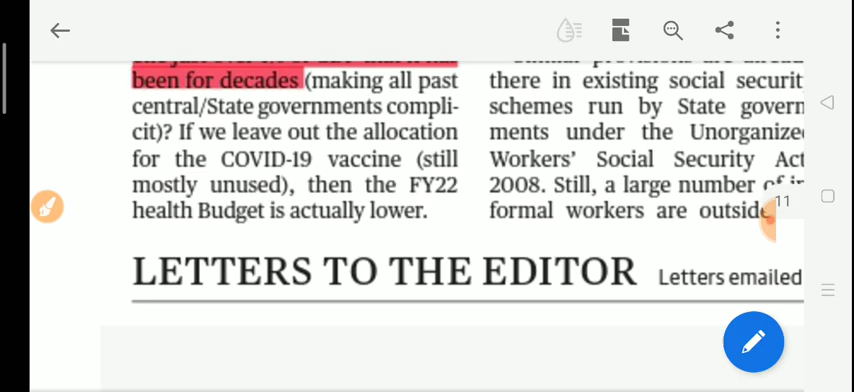 been for decades (making all past
central/State governments compli-
cit)? If we leave out the allocation
for the COVID-19 vaccine (still
mostly unused), then the FY22
health Budget is actually lower.
there in existing social securit
schemes run by State govern
ments under the Unorganize
Workers' Social Security Act
2008. Still, a large number of in
formal workers are outside
11
LETTERS TO THE EDITOR Letters emailed